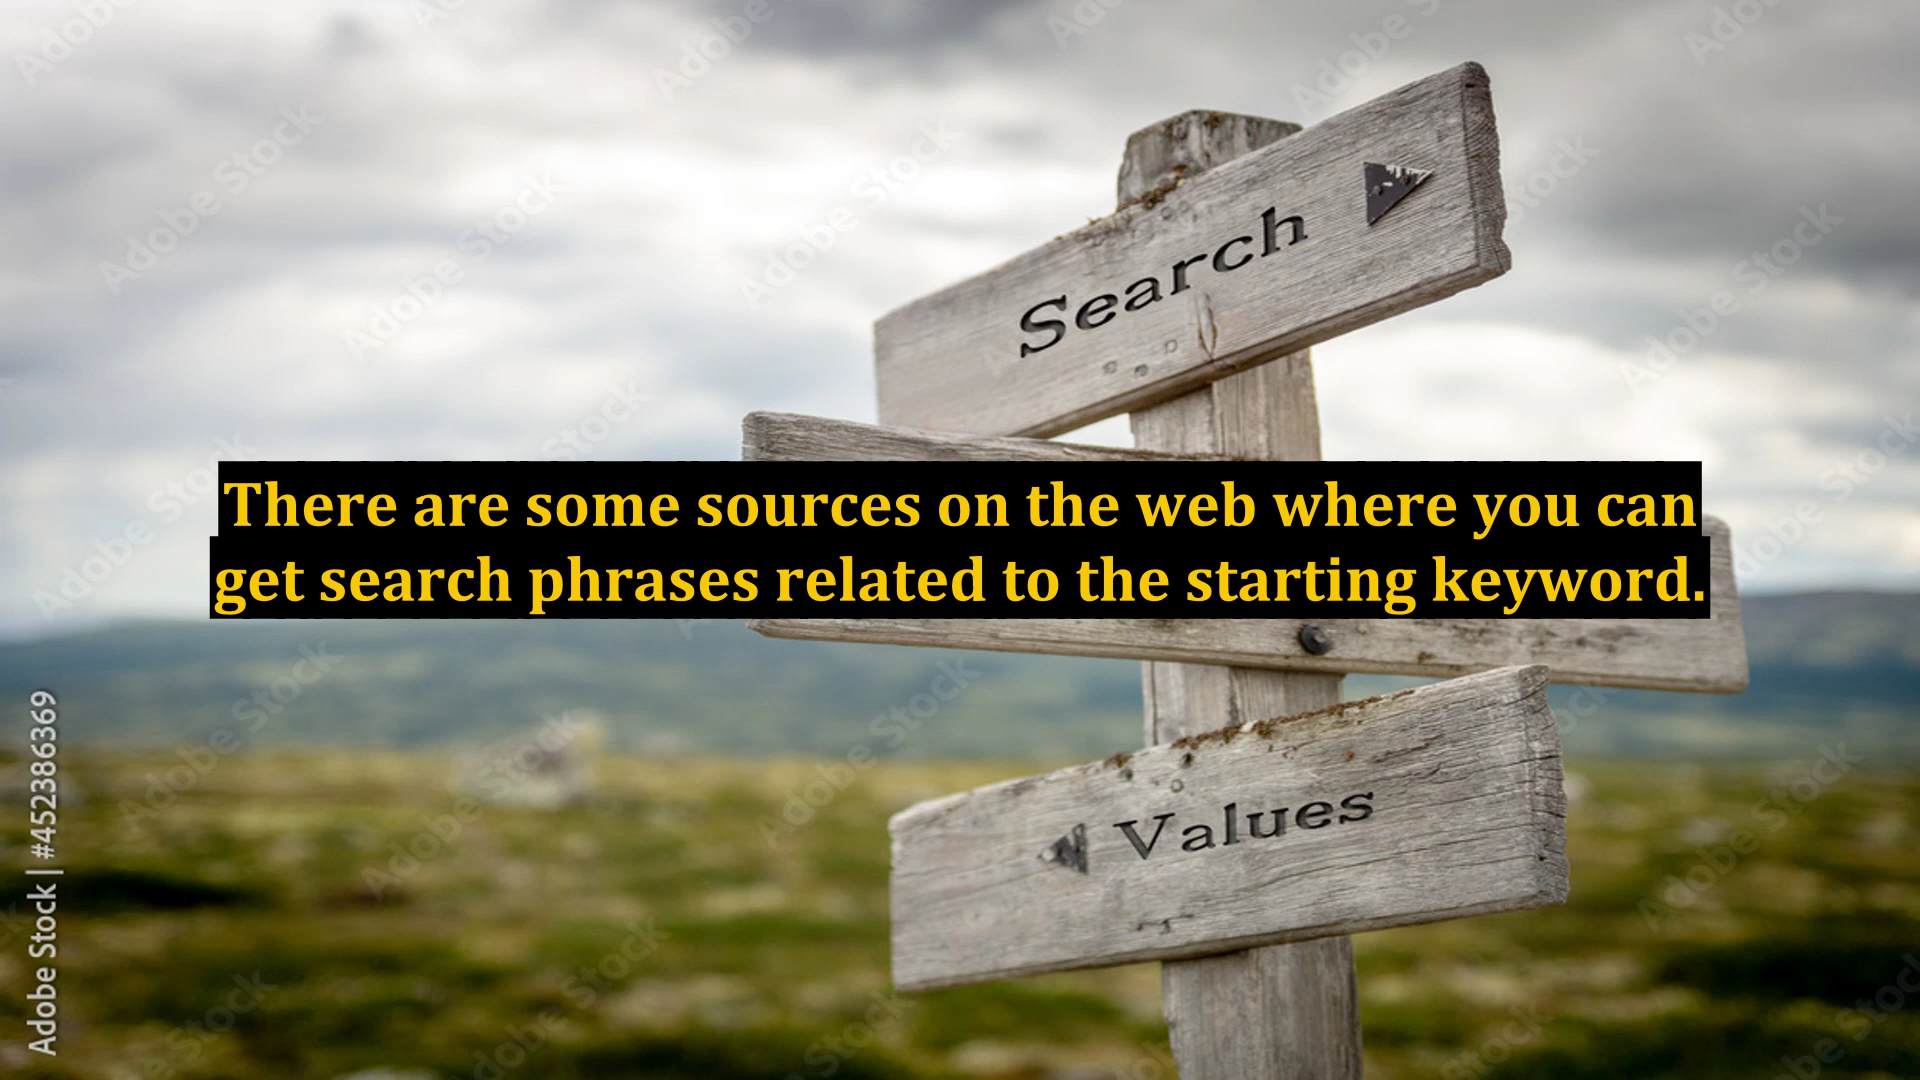 Search
There are some sources on the web where you can
get search phrases related to the starting keyword.
Values
Adobe Stock | #452386369